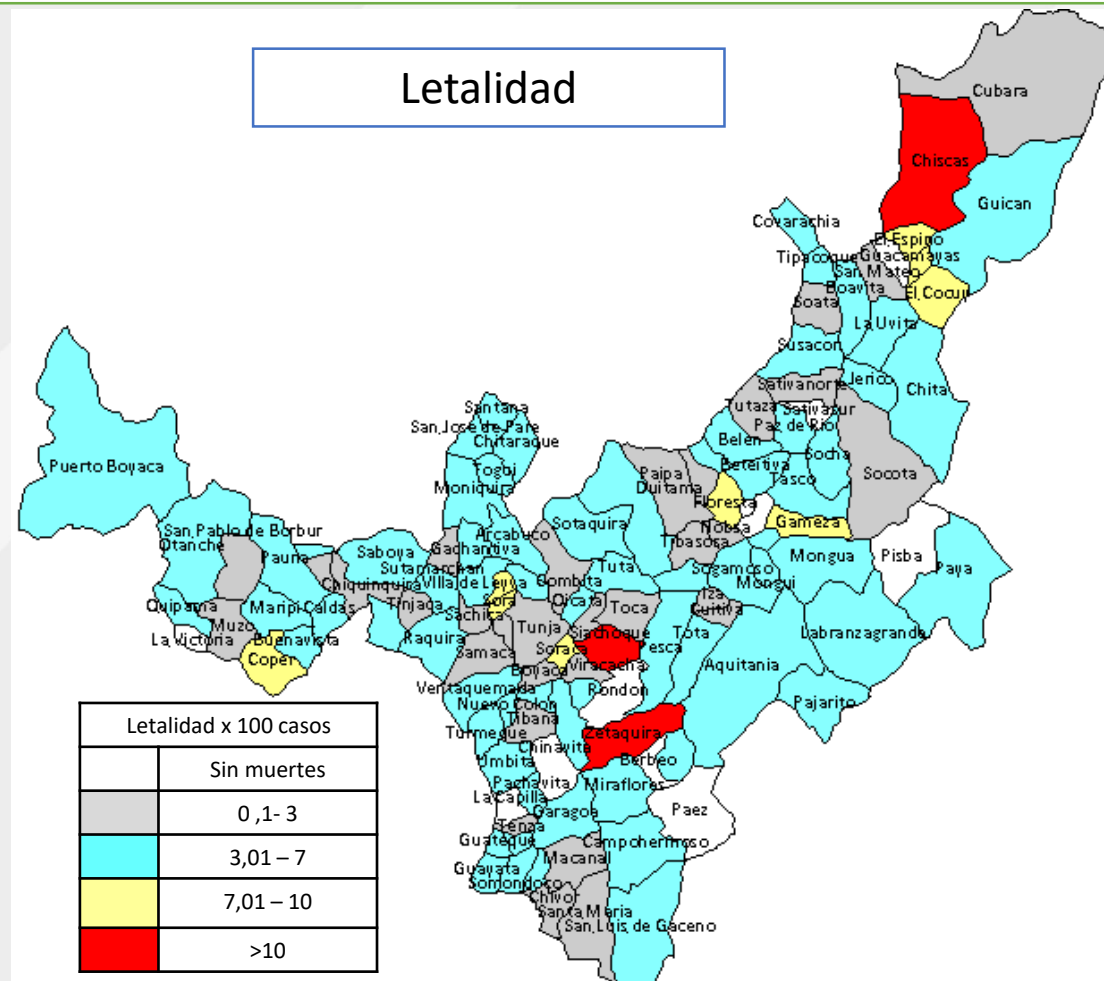 Letalidad
Cubara
Chiscas
Guican
Covarachia
El Espino
Tipacoque
Guacamayas
San Mateo
Boavita
El Cocuy
Soata
La Uvita
Susacon
Sativanorte
Jerico
Chita
Tutaza
Sativasur
Paz de Rio
Santana
San Jose de Pare
Chitaraque
Belen
Socha
Togui
Moniquira
Beteitiva
Tasco
Socota
Puerto Boyaca
Paipa
Duitama
Floresta
Sotaquira
Gameza
San Pablo de Borbur
Otanche
Pauna
Arcabuco
Nobsa
Saboya
Gachantiva
Tibasosa
Mongua
Pisba
Paya
Sutamarchan
Chiquinquira
Villa de Leyva
Combita
Tuta
Sogamoso
Mongui
Quipama
Maripi
Caldas
Tinjaca
Sora
Oicata
Toca
Iza
Cuitiva
Sachica
Muzo
La Victoria
Buenavista
Raquira
Tunja
Siachoque
Tota
Labranzagrande
Coper
Samaca
Soraca
Pesca
Boyaca
Viracacha
Aquitania
Ventaquemada
Rondon
Nuevo Colon
Pajarito
Tibana
Turmeque
Zetaquira
Chinavita
Umbita
Berbeo
Pachavita
Miraflores
La Capilla
Garagoa
Paez
Tenza
Guateque
Campohermoso
Macanal
Guayata
Somondoco
Chivor
Santa Maria
San Luis de Gaceno
Letalidad x 100 casos
Sin muertes
0 ,1- 3
3,01 – 7
7,01 – 10
>10